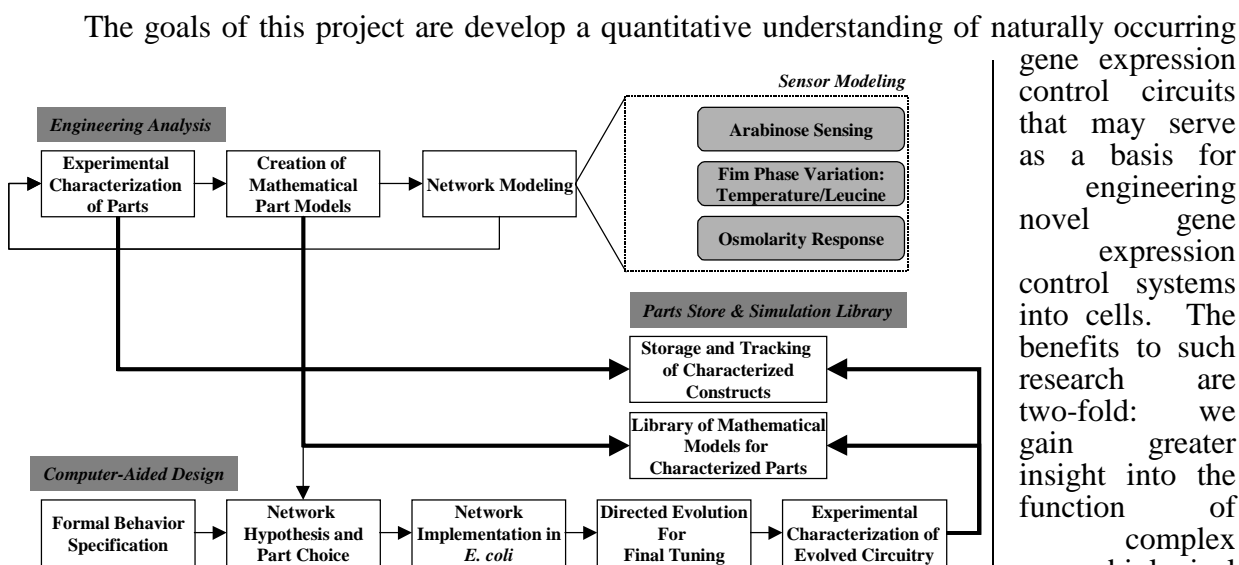 The goals of this project are develop a quantitative understanding of naturally occurring
gene expression
control circuits
that may serve
as a basis for
engineering
novel gene
expression
control systems
into cells. The
benefits to such
research are
two-fold: we
gain greater
insight into the
function of
complex
Sensor Modeling
Engineering Analysis
Experimental
Characterization
of Parts
Creation of
Mathematical
Part Models
Network Modeling
Arabinose Sensing
Fim Phase Variation:
Temperature/Leucine
Osmolarity Response
Parts Store & Simulation Library
Storage and Tracking
of Characterized
Constructs
Library of Mathematical
Models for
Characterized Parts
Computer-Aided Design
Formal Behavior
Specification
Network
Hypothesis and
Part Choice
Network
Implementation in
E. coli
Directed Evolution
For
Final Tuning
Experimental
Characterization of
Evolved Circuitry